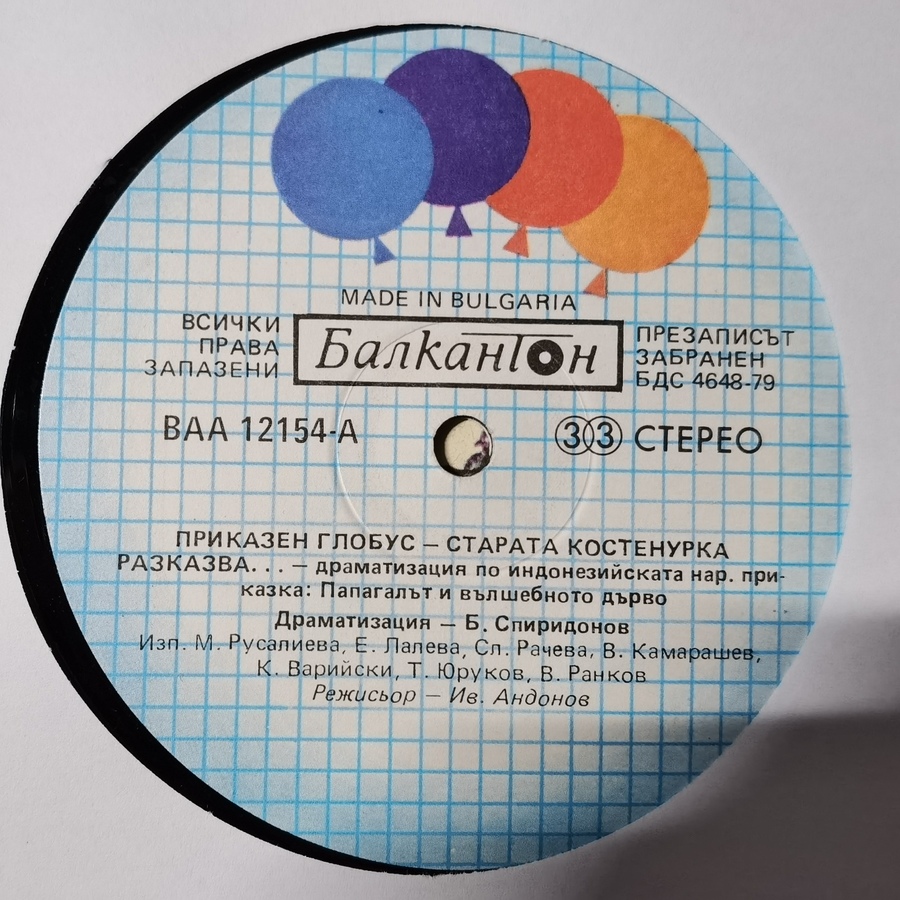 MADE IN BULGARIA
ВСИЧКИ
ПРАВА
ЗАПАЗЕНИ
Балкантон
ПРЕЗАПИСЪТ
ЗАБРАНЕН
БДС 4648-79
ВАА 12154-А
33 СТЕРЕО
ПРИКАЗЕН ГЛОБУС – СТАРАТА КОСТЕНУРКА
РАЗКАЗВА. . . – драматизация по индонезийската нар. при-
казка: Папагалът и вълшебното дърво
Драматизация – Б. Спиридонов
Изп. М. Русалиева, Е. Лалева, Сл. Рачева, В. Камарашев,
К. Варийски, Т. Юруков, В. Ранков
Режисьор – Ив. Андонов